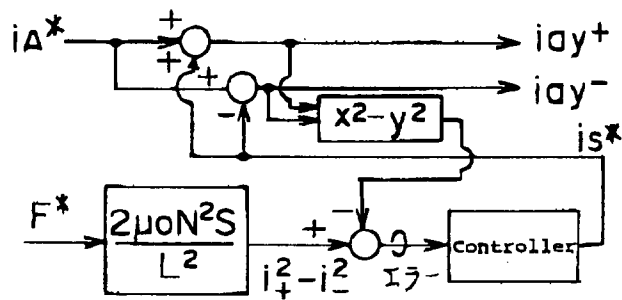 iA* + iay+
+
+ iay-
-
x²-y²
is*
F* 2μoN²S
L²
+ -
i₊²-i₋²
エラー
Controller